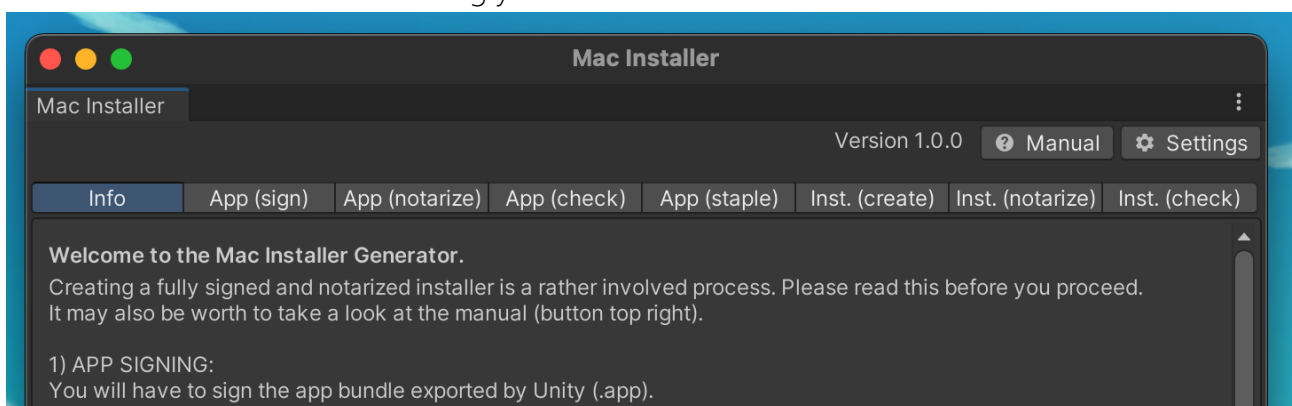 Mac Installer
Mac Installer
Version 1.0.0 Manual Settings
Info App (sign) App (notarize) App (check) App (staple) Inst. (create) Inst. (notarize) Inst. (check)
Welcome to the Mac Installer Generator.
Creating a fully signed and notarized installer is a rather involved process. Please read this before you proceed.
It may also be worth to take a look at the manual (button top right).
1) APP SIGNING:
You will have to sign the app bundle exported by Unity (.app).